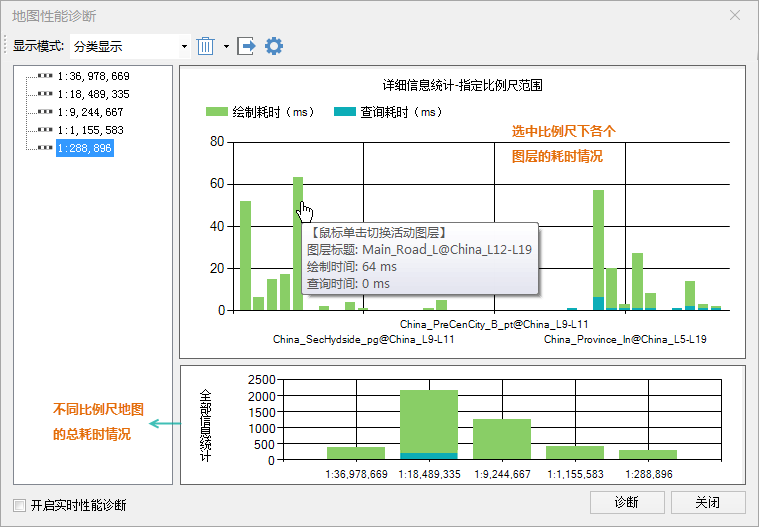 地图性能诊断
显示模式: 分类显示
1:36,978,669
1:18,489,335
1:9,244,667
1:1,155,583
1:288,896
详细信息统计-指定比例尺范围
绘制耗时（ms） 查询耗时（ms）
选中比例尺下各个
图层的耗时情况
80
60
40
20
0
【鼠标单击切换活动图层】
图层标题: Main_Road_L@China_L12-L19
绘制时间: 64 ms
查询时间: 0 ms
China_PreCenCity_B_pt@China_L9-L11
China_SecHydside_pg@China_L9-L11 China_Province_ln@China_L5-L19
不同比例尺地图
的总耗时情况
全部信息统计
2500
2000
1500
1000
500
0
1:36,978,669 1:18,489,335 1:9,244,667 1:1,155,583 1:288,896
开启实时性能诊断 诊断 关闭